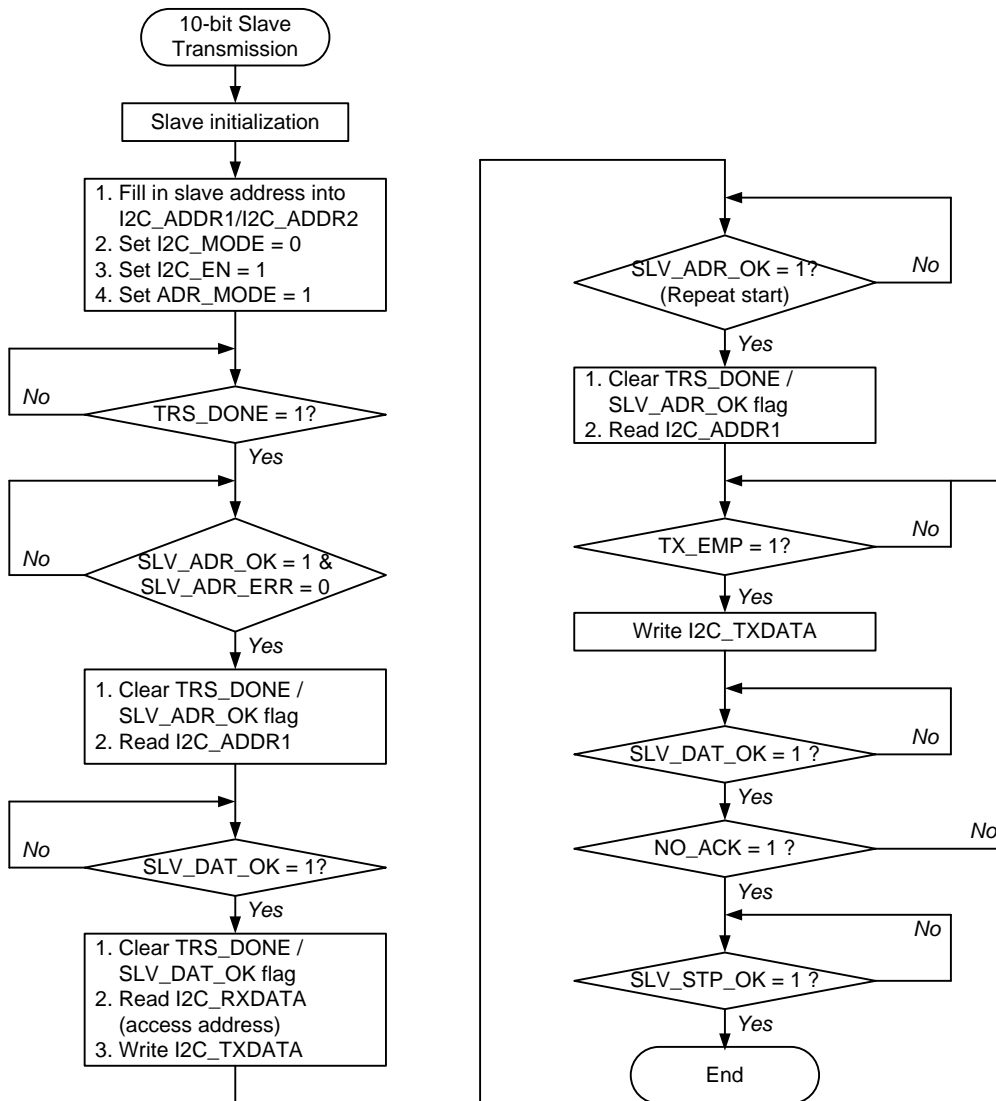 10-bit Slave
Transmission
Slave initialization
1. Fill in slave address into
I2C_ADDR1/I2C_ADDR2
2. Set I2C_MODE = 0
3. Set I2C_EN = 1
4. Set ADR_MODE = 1
No
TRS_DONE = 1?
Yes
No
SLV_ADR_OK = 1 &
SLV_ADR_ERR = 0
Yes
1. Clear TRS_DONE /
SLV_ADR_OK flag
2. Read I2C_ADDR1
No
SLV_DAT_OK = 1?
Yes
1. Clear TRS_DONE /
SLV_DAT_OK flag
2. Read I2C_RXDATA
(access address)
3. Write I2C_TXDATA
SLV_ADR_OK = 1?
(Repeat start)
No
Yes
1. Clear TRS_DONE /
SLV_ADR_OK flag
2. Read I2C_ADDR1
TX_EMP = 1?
No
Yes
Write I2C_TXDATA
SLV_DAT_OK = 1 ?
No
Yes
NO_ACK = 1 ?
No
Yes
No
SLV_STP_OK = 1 ?
Yes
End